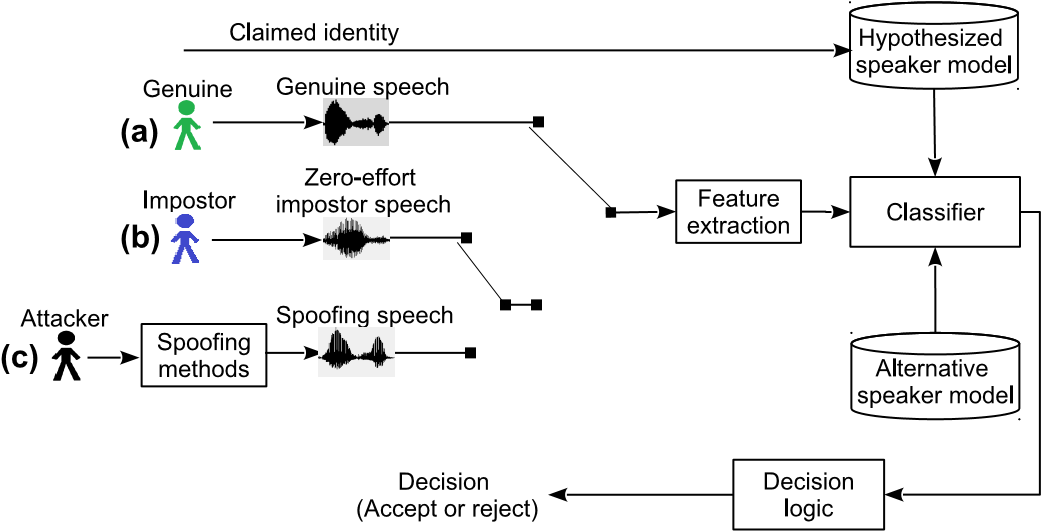 Claimed identity
Hypothesized
speaker model
Genuine
Genuine speech
(a)
Impostor
Zero-effort
impostor speech
(b)
Feature
extraction
Classifier
Attacker
(c)
Spoofing
methods
Spoofing speech
Alternative
speaker model
Decision
(Accept or reject)
Decision
logic